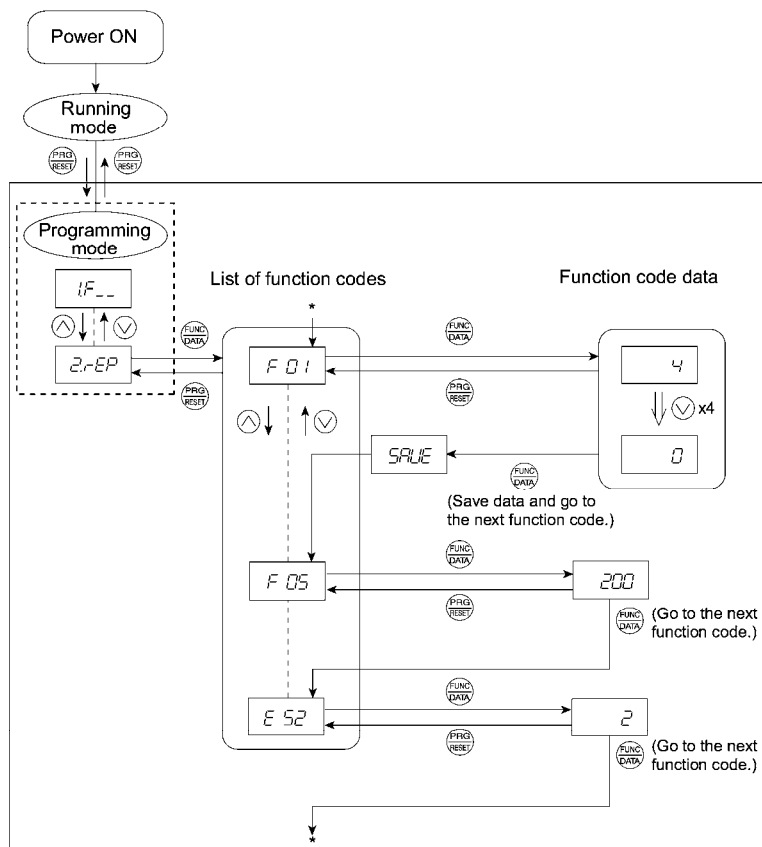 Power ON
Running
mode
PRG
RESET
PRG
RESET
Programming
mode
1.F__
2.rEP
FUNC
DATA
PRG
RESET
List of function codes
*
F 01
F 05
E 52
FUNC
DATA
PRG
RESET
Function code data
4
x4
0
SAVE
FUNC
DATA
(Save data and go to
the next function code.)
FUNC
DATA
PRG
RESET
200
FUNC
DATA
(Go to the next
function code.)
FUNC
DATA
PRG
RESET
2
FUNC
DATA
(Go to the next
function code.)
*